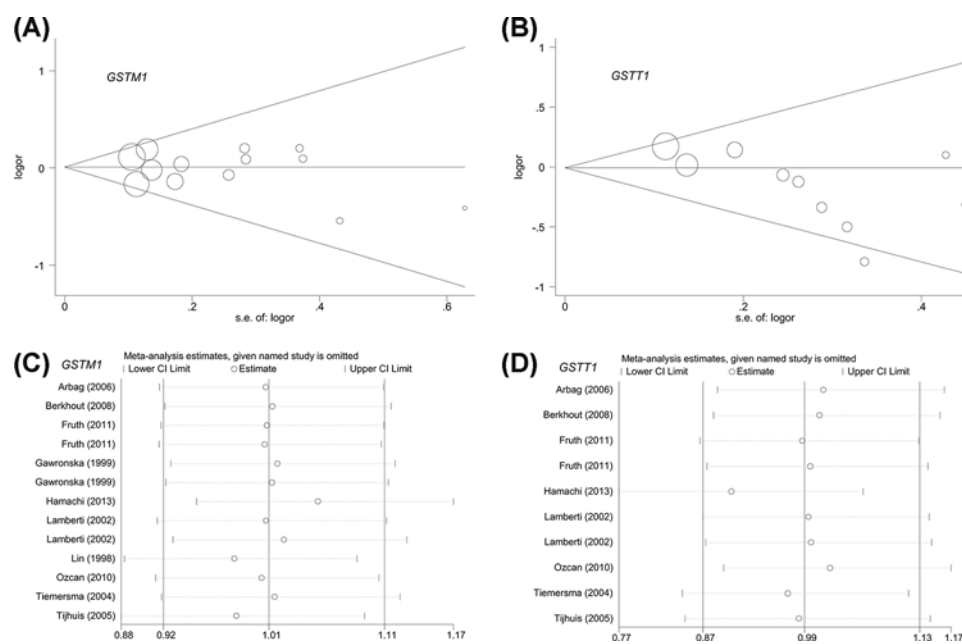 (A)
GSTM1
1
0
-1
logor
0
.2
.4
.6
s.e. of: logor
(B)
GSTT1
1
.5
0
-.5
-1
logor
0
.2
.4
s.e. of: logor
(C)
GSTM1
Meta-analysis estimates, given named study is omitted
Lower CI Limit Estimate Upper CI Limit
Arbag (2006)
Berkhout (2008)
Fruth (2011)
Fruth (2011)
Gawronska (1999)
Gawronska (1999)
Hamachi (2013)
Lamberti (2002)
Lamberti (2002)
Lin (1998)
Ozcan (2010)
Tiemersma (2004)
Tijhuis (2005)
0.88 0.92 1.01 1.11 1.17
(D)
GSTT1
Meta-analysis estimates, given named study is omitted
Lower CI Limit Estimate Upper CI Limit
Arbag (2006)
Berkhout (2008)
Fruth (2011)
Fruth (2011)
Hamachi (2013)
Lamberti (2002)
Lamberti (2002)
Ozcan (2010)
Tiemersma (2004)
Tijhuis (2005)
0.77 0.87 0.99 1.13